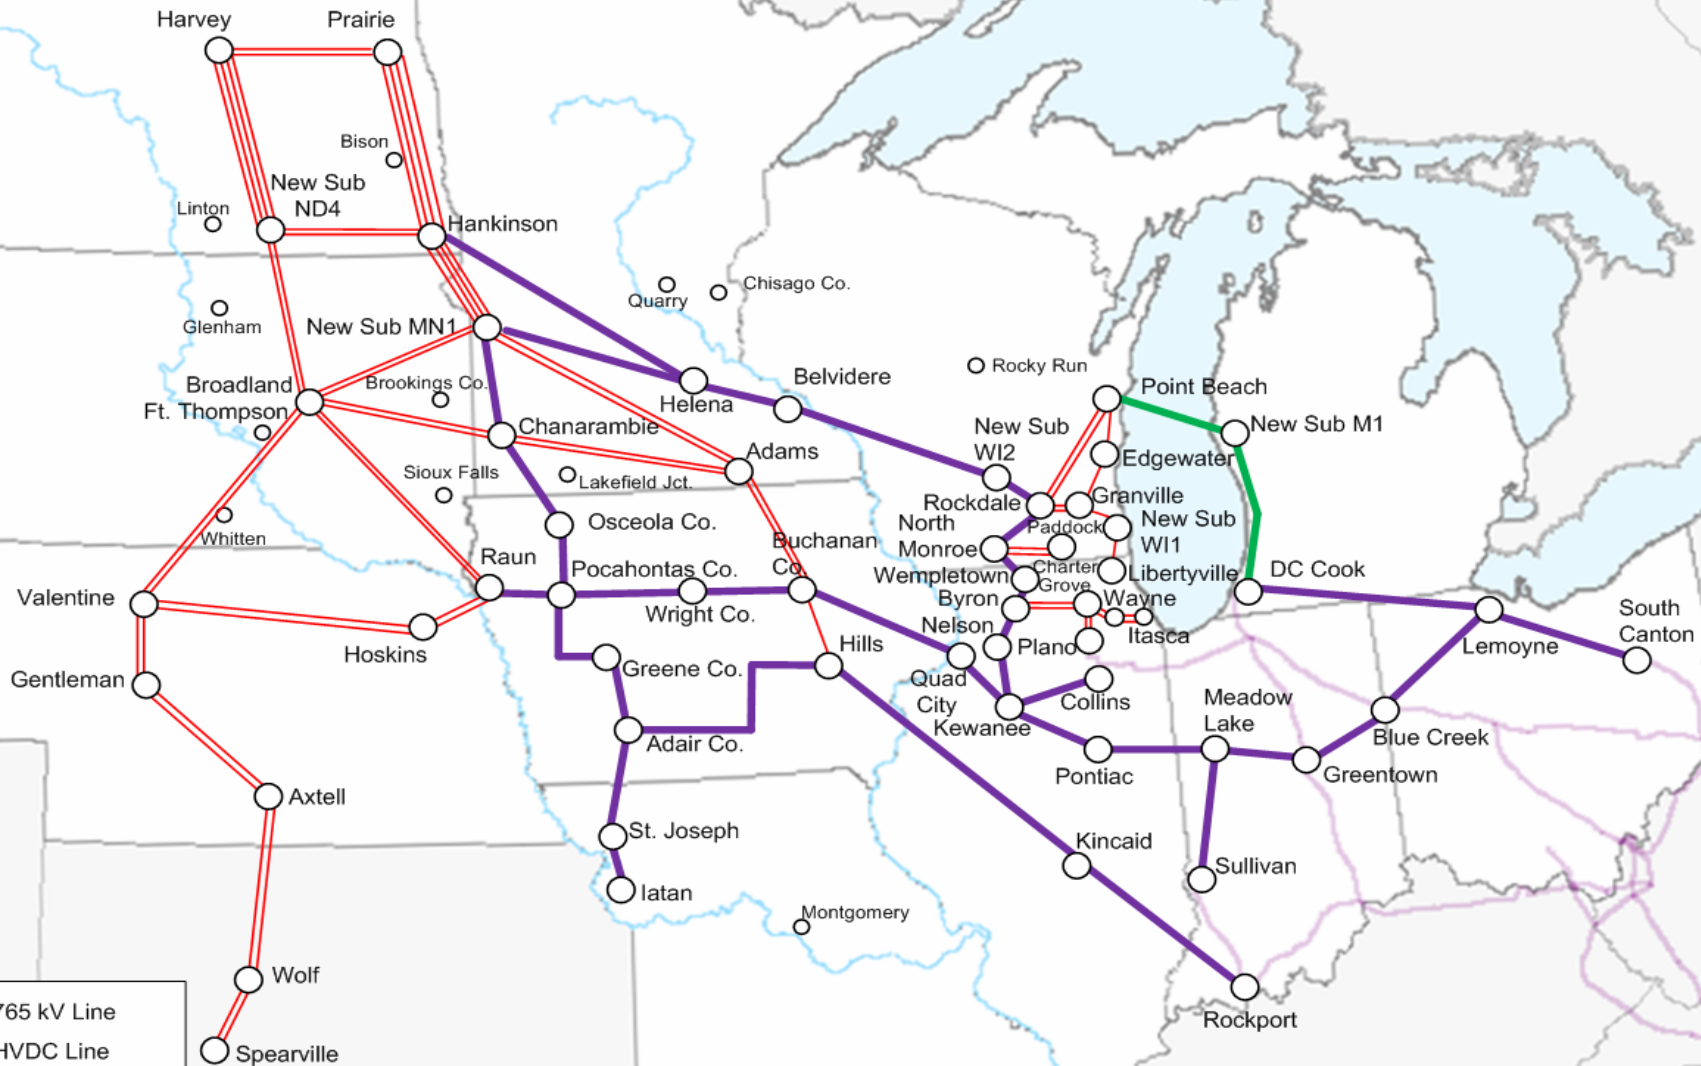 Harvey
Prairie
Bison
New Sub
ND4
Linton
Hankinson
Glenham
New Sub MN1
Quarry
Chisago Co.
Rocky Run
Broadland
Ft. Thompson
Brookings Co.
Helena
Belvidere
Point Beach
New Sub M1
New Sub
WI2
Edgewater
Chanarambie
Adams
Sioux Falls
Lakefield Jct.
Rockdale
Granville
Paddock
New Sub
WI1
North
Monroe
Osceola Co.
Whitten
Buchanan
Co.
Raun
Pocahontas Co.
Wright Co.
Wempletown
Charter
Grove
Libertyville
DC Cook
Valentine
Hoskins
Byron
Wayne
Itasca
Nelson
Plano
Lemoyne
South
Canton
Greene Co.
Hills
Gentleman
Quad
City
Collins
Kewanee
Meadow
Lake
Adair Co.
Pontiac
Blue Creek
Greentown
Axtell
St. Joseph
Kincaid
Sullivan
Iatan
Montgomery
Wolf
765 kV Line
HVDC Line
Spearville
Rockport